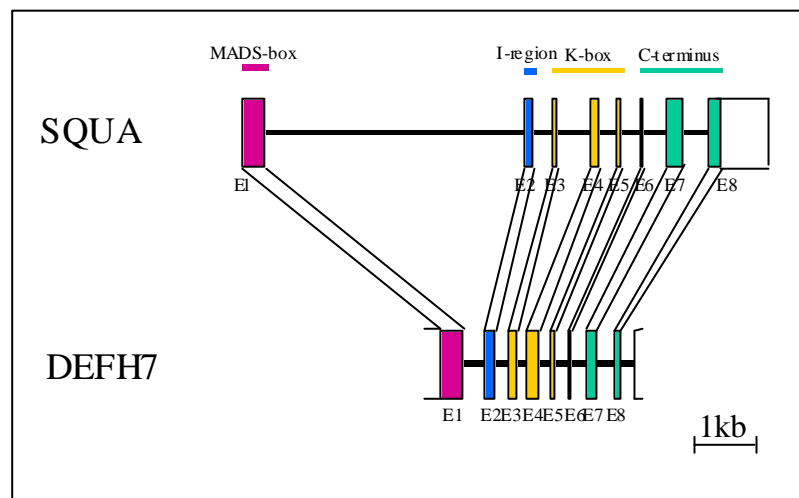 MADS-box I-region K-box C-terminus
SQUA
E1 E2 E3 E4 E5 E6 E7 E8
DEFH7
E1 E2 E3 E4 E5 E6 E7 E8
1kb